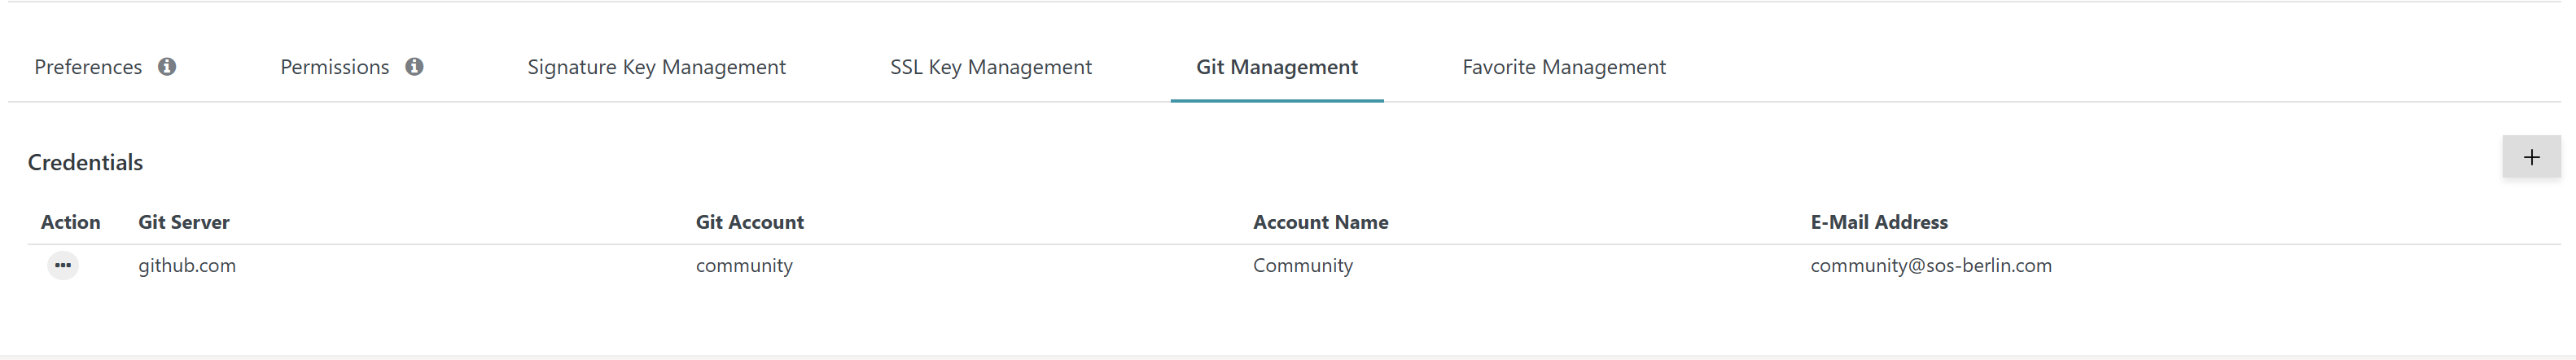 Preferences Permissions Signature Key Management SSL Key Management Git Management Favorite Management
Credentials
+
Action Git Server Git Account Account Name E-Mail Address
github.com community Community community@sos-berlin.com